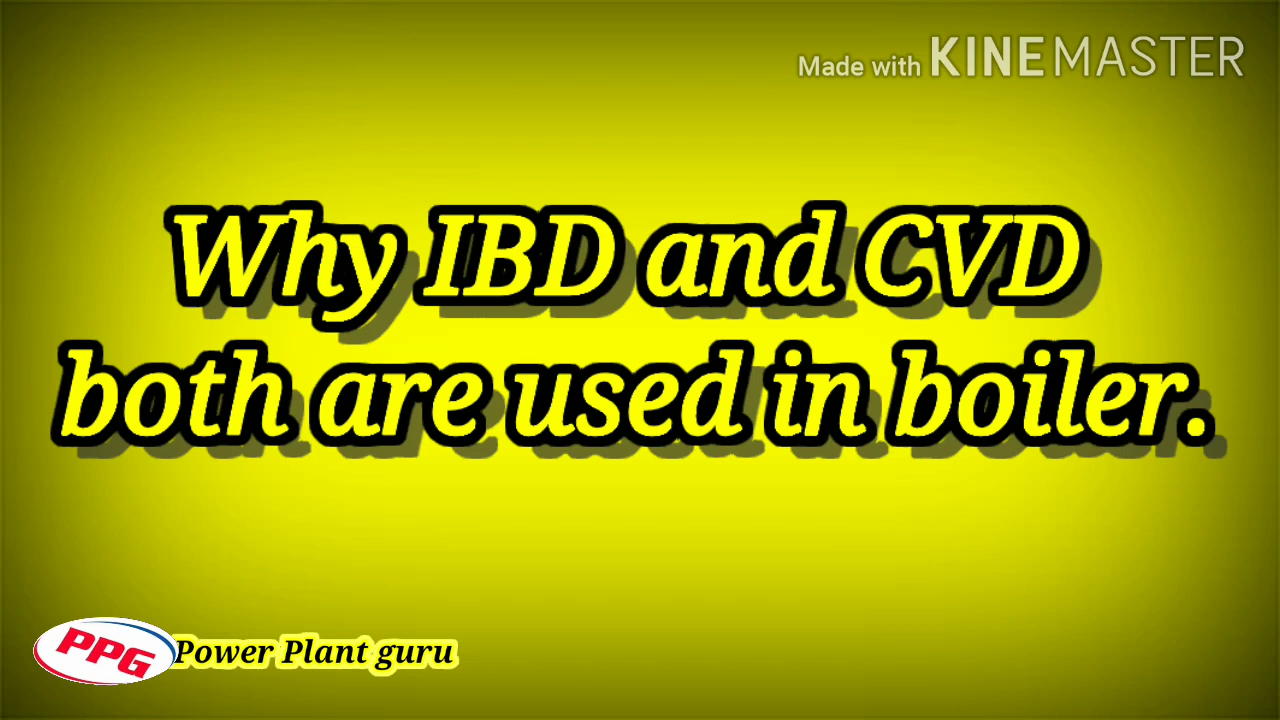 Made with KINEMASTER
Why IBD and CVD
both are used in boiler.
PPG Power Plant guru